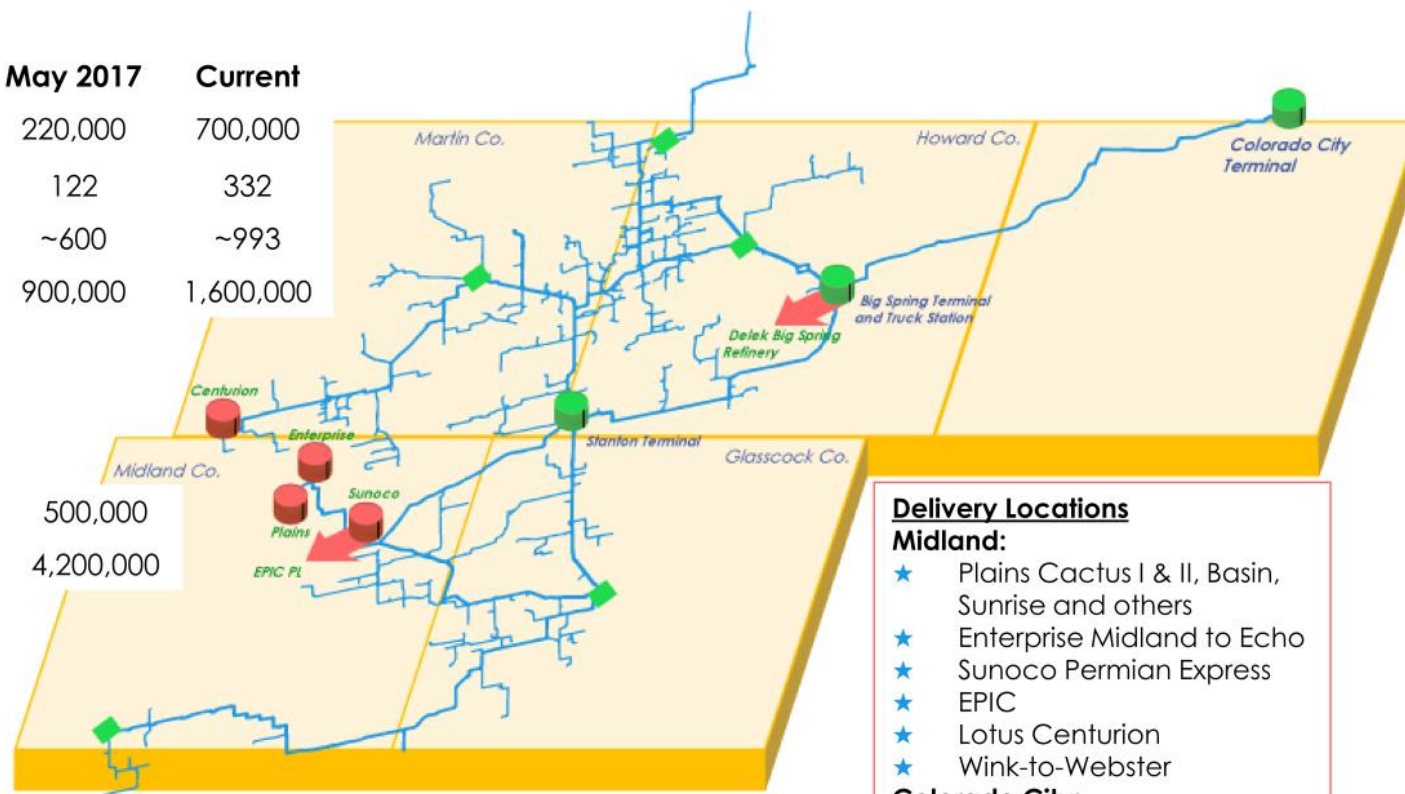 May 2017 Current
220,000 700,000
122 332
~600 ~993
900,000 1,600,000
Martin Co.
Howard Co.
Colorado City
Terminal
Big Spring Terminal
and Truck Station
Delek Big Spring
Refinery
Centurion
Enterprise
Stanton Terminal
Midland Co.
Glasscock Co.
Sunoco
Plains
EPIC PL
500,000
4,200,000
Delivery Locations
Midland:
★ Plains Cactus I & II, Basin,
Sunrise and others
★ Enterprise Midland to Echo
★ Sunoco Permian Express
★ EPIC
★ Lotus Centurion
★ Wink-to-Webster
Colorado City: